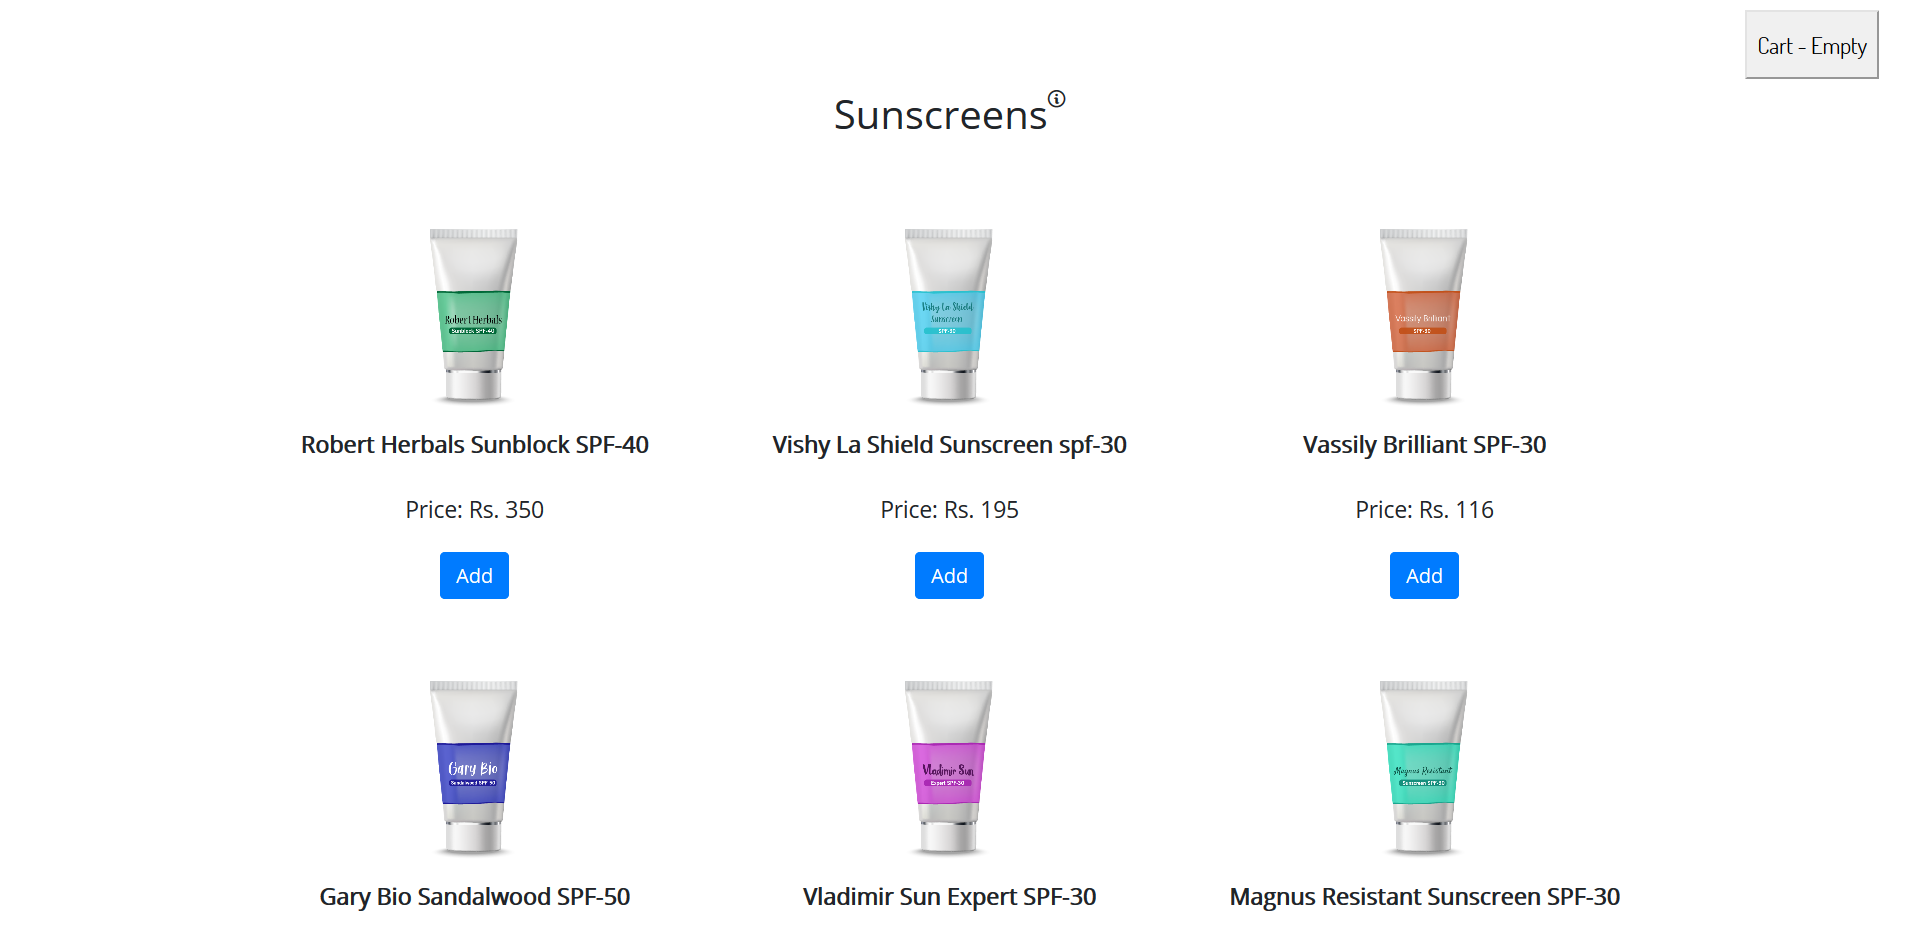 Cart - Empty
Sunscreens
Robert Herbals
Sunblock SPF-40
Vishy La Shield
Sunscreen
SPF-30
Vassily Brilliant
SPF-30
Robert Herbals Sunblock SPF-40
Vishy La Shield Sunscreen spf-30
Vassily Brilliant SPF-30
Price: Rs. 350
Price: Rs. 195
Price: Rs. 116
Add
Add
Add
Gary Bio
Sandalwood SPF-50
Vladimir Sun
Expert SPF-30
Magnus Resistant
Sunscreen SPF-30
Gary Bio Sandalwood SPF-50
Vladimir Sun Expert SPF-30
Magnus Resistant Sunscreen SPF-30